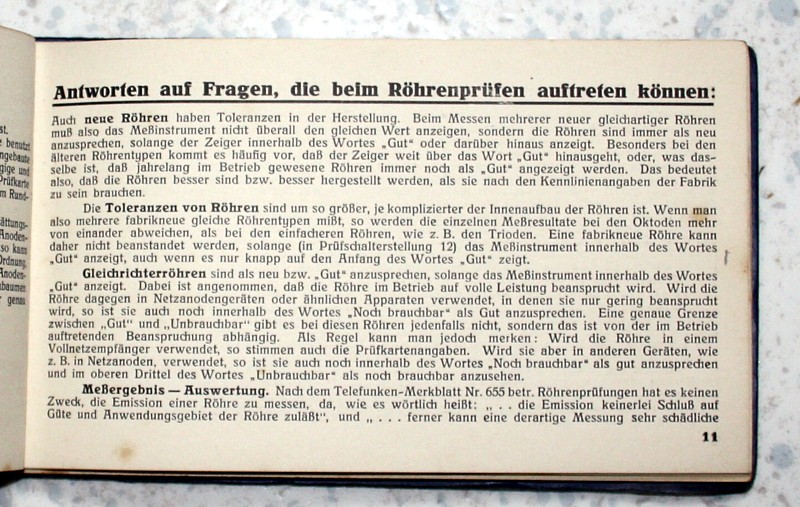 Antworten auf Fragen, die beim Röhrenprüfen auftreten können:
Auch neue Röhren haben Toleranzen in der Herstellung. Beim Messen mehrerer neuer gleichartiger Röhren
muß also das Meßinstrument nicht überall den gleichen Wert anzeigen, sondern die Röhren sind immer als neu
anzusprechen, solange der Zeiger innerhalb des Wortes „Gut“ oder darüber hinaus anzeigt. Besonders bei den
älteren Röhrentypen kommt es häufig vor, daß der Zeiger weit über das Wort „Gut“ hinausgeht, oder, was das-
selbe ist, daß jahrelang im Betrieb gewesene Röhren immer noch als „Gut“ angezeigt werden. Das bedeutet
also, daß die Röhren besser sind bzw. besser hergestellt werden, als sie nach den Kennlinienangaben der Fabrik
zu sein brauchen.
Die Toleranzen von Röhren sind um so größer, je komplizierter der Innenaufbau der Röhren ist. Wenn man
also mehrere fabrikneue gleiche Röhrentypen mißt, so werden die einzelnen Meßresultate bei den Oktoden mehr
von einander abweichen, als bei den einfacheren Röhren, wie z. B. den Trioden. Eine fabrikneue Röhre kann
daher nicht beanstandet werden, solange (in Prüfschalterstellung 12) das Meßinstrument innerhalb des Wortes
„Gut“ anzeigt, auch wenn es nur knapp auf den Anfang des Wortes „Gut“ zeigt.
Gleichrichterröhren sind als neu bzw. „Gut“ anzusprechen, solange das Meßinstrument innerhalb des Wortes
„Gut“ anzeigt. Dabei ist angenommen, daß die Röhre im Betrieb auf volle Leistung beansprucht wird. Wird die
Röhre dagegen in Netzanodengeräten oder ähnlichen Apparaten verwendet, in denen sie nur gering beansprucht
wird, so ist sie auch noch innerhalb des Wortes „Noch brauchbar“ als Gut anzusprechen. Eine genaue Grenze
zwischen „Gut“ und „Unbrauchbar“ gibt es bei diesen Röhren jedenfalls nicht, sondern das ist von der im Betrieb
auftretenden Beanspruchung abhängig. Als Regel kann man jedoch merken: Wird die Röhre in einem
Vollnetzempfänger verwendet, so stimmen auch die Prüfkartenangaben. Wird sie aber in anderen Geräten, wie
z. B. in Netzanoden, verwendet, so ist sie auch noch innerhalb des Wortes „Noch brauchbar“ als gut anzusprechen
und im oberen Drittel des Wortes „Unbrauchbar“ als noch brauchbar anzusehen.
Meßergebnis — Auswertung. Nach dem Telefunken-Merkblatt Nr. 655 betr. Röhrenprüfungen hat es keinen
Zweck, die Emission einer Röhre zu messen, da, wie es wörtlich heißt: „ . . die Emission keinerlei Schluß auf
Güte und Anwendungsgebiet der Röhre zuläßt“, und „ . . . ferner kann eine derartige Messung sehr schädliche
11